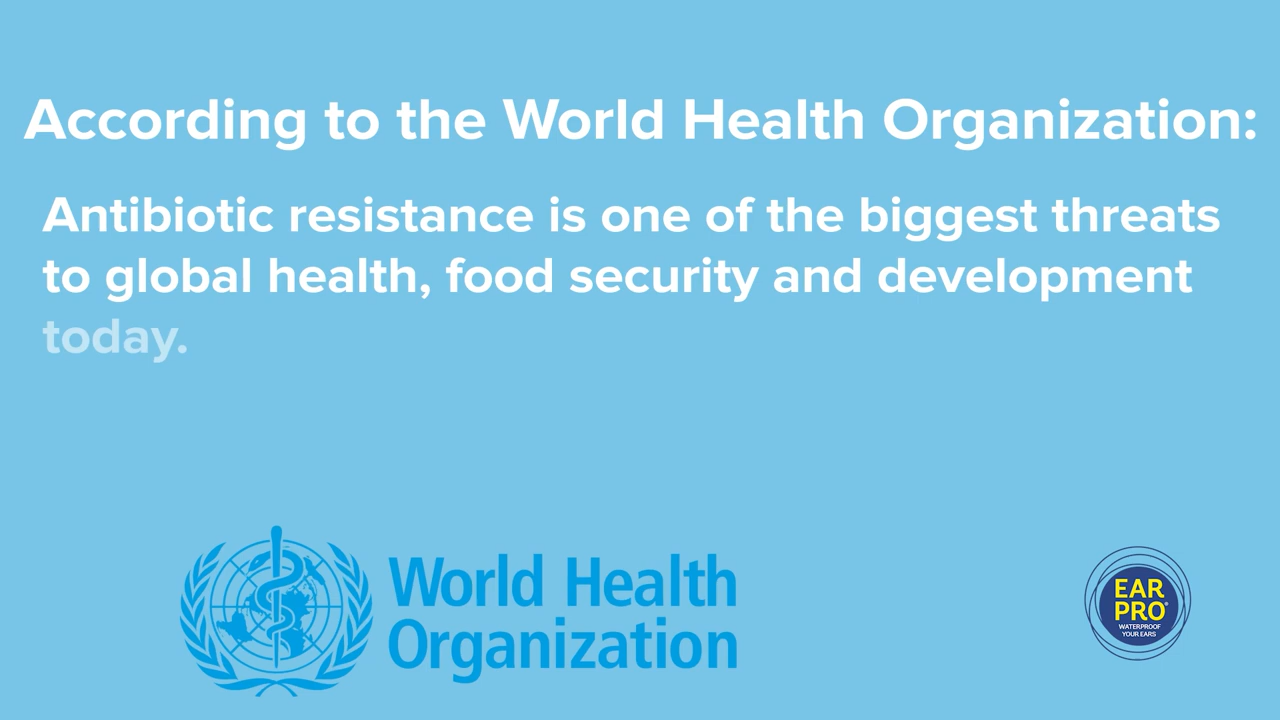 According to the World Health Organization:
Antibiotic resistance is one of the biggest threats
to global health, food security and development
today.
World Health
Organization
EAR
PRO®
WATERPROOF
YOUR EARS